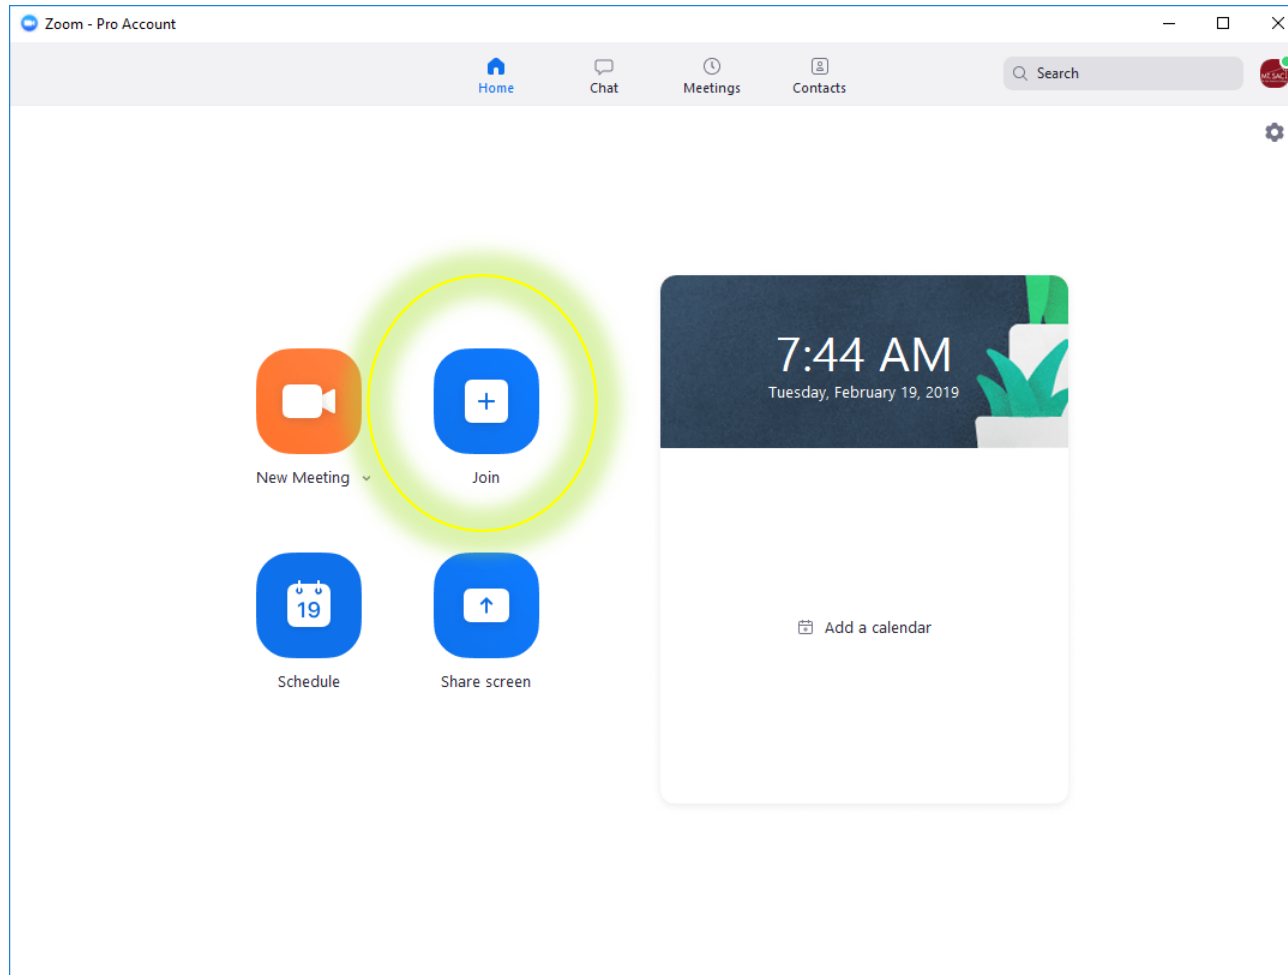 Zoom - Pro Account
Home
Chat
Meetings
Contacts
Search
7:44 AM
Tuesday, February 19, 2019
New Meeting
Join
19
Schedule
Share screen
Add a calendar